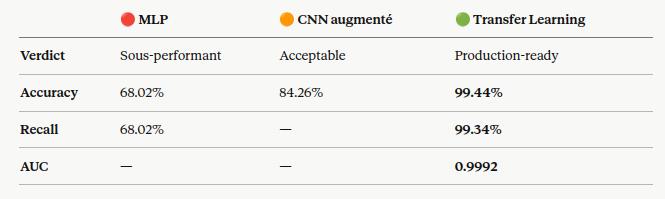 🔴 MLP 🟠 CNN augmenté 🟢 Transfer Learning
Verdict Sous-performant Acceptable Production-ready
Accuracy 68.02% 84.26% 99.44%
Recall 68.02% — 99.34%
AUC — — 0.9992